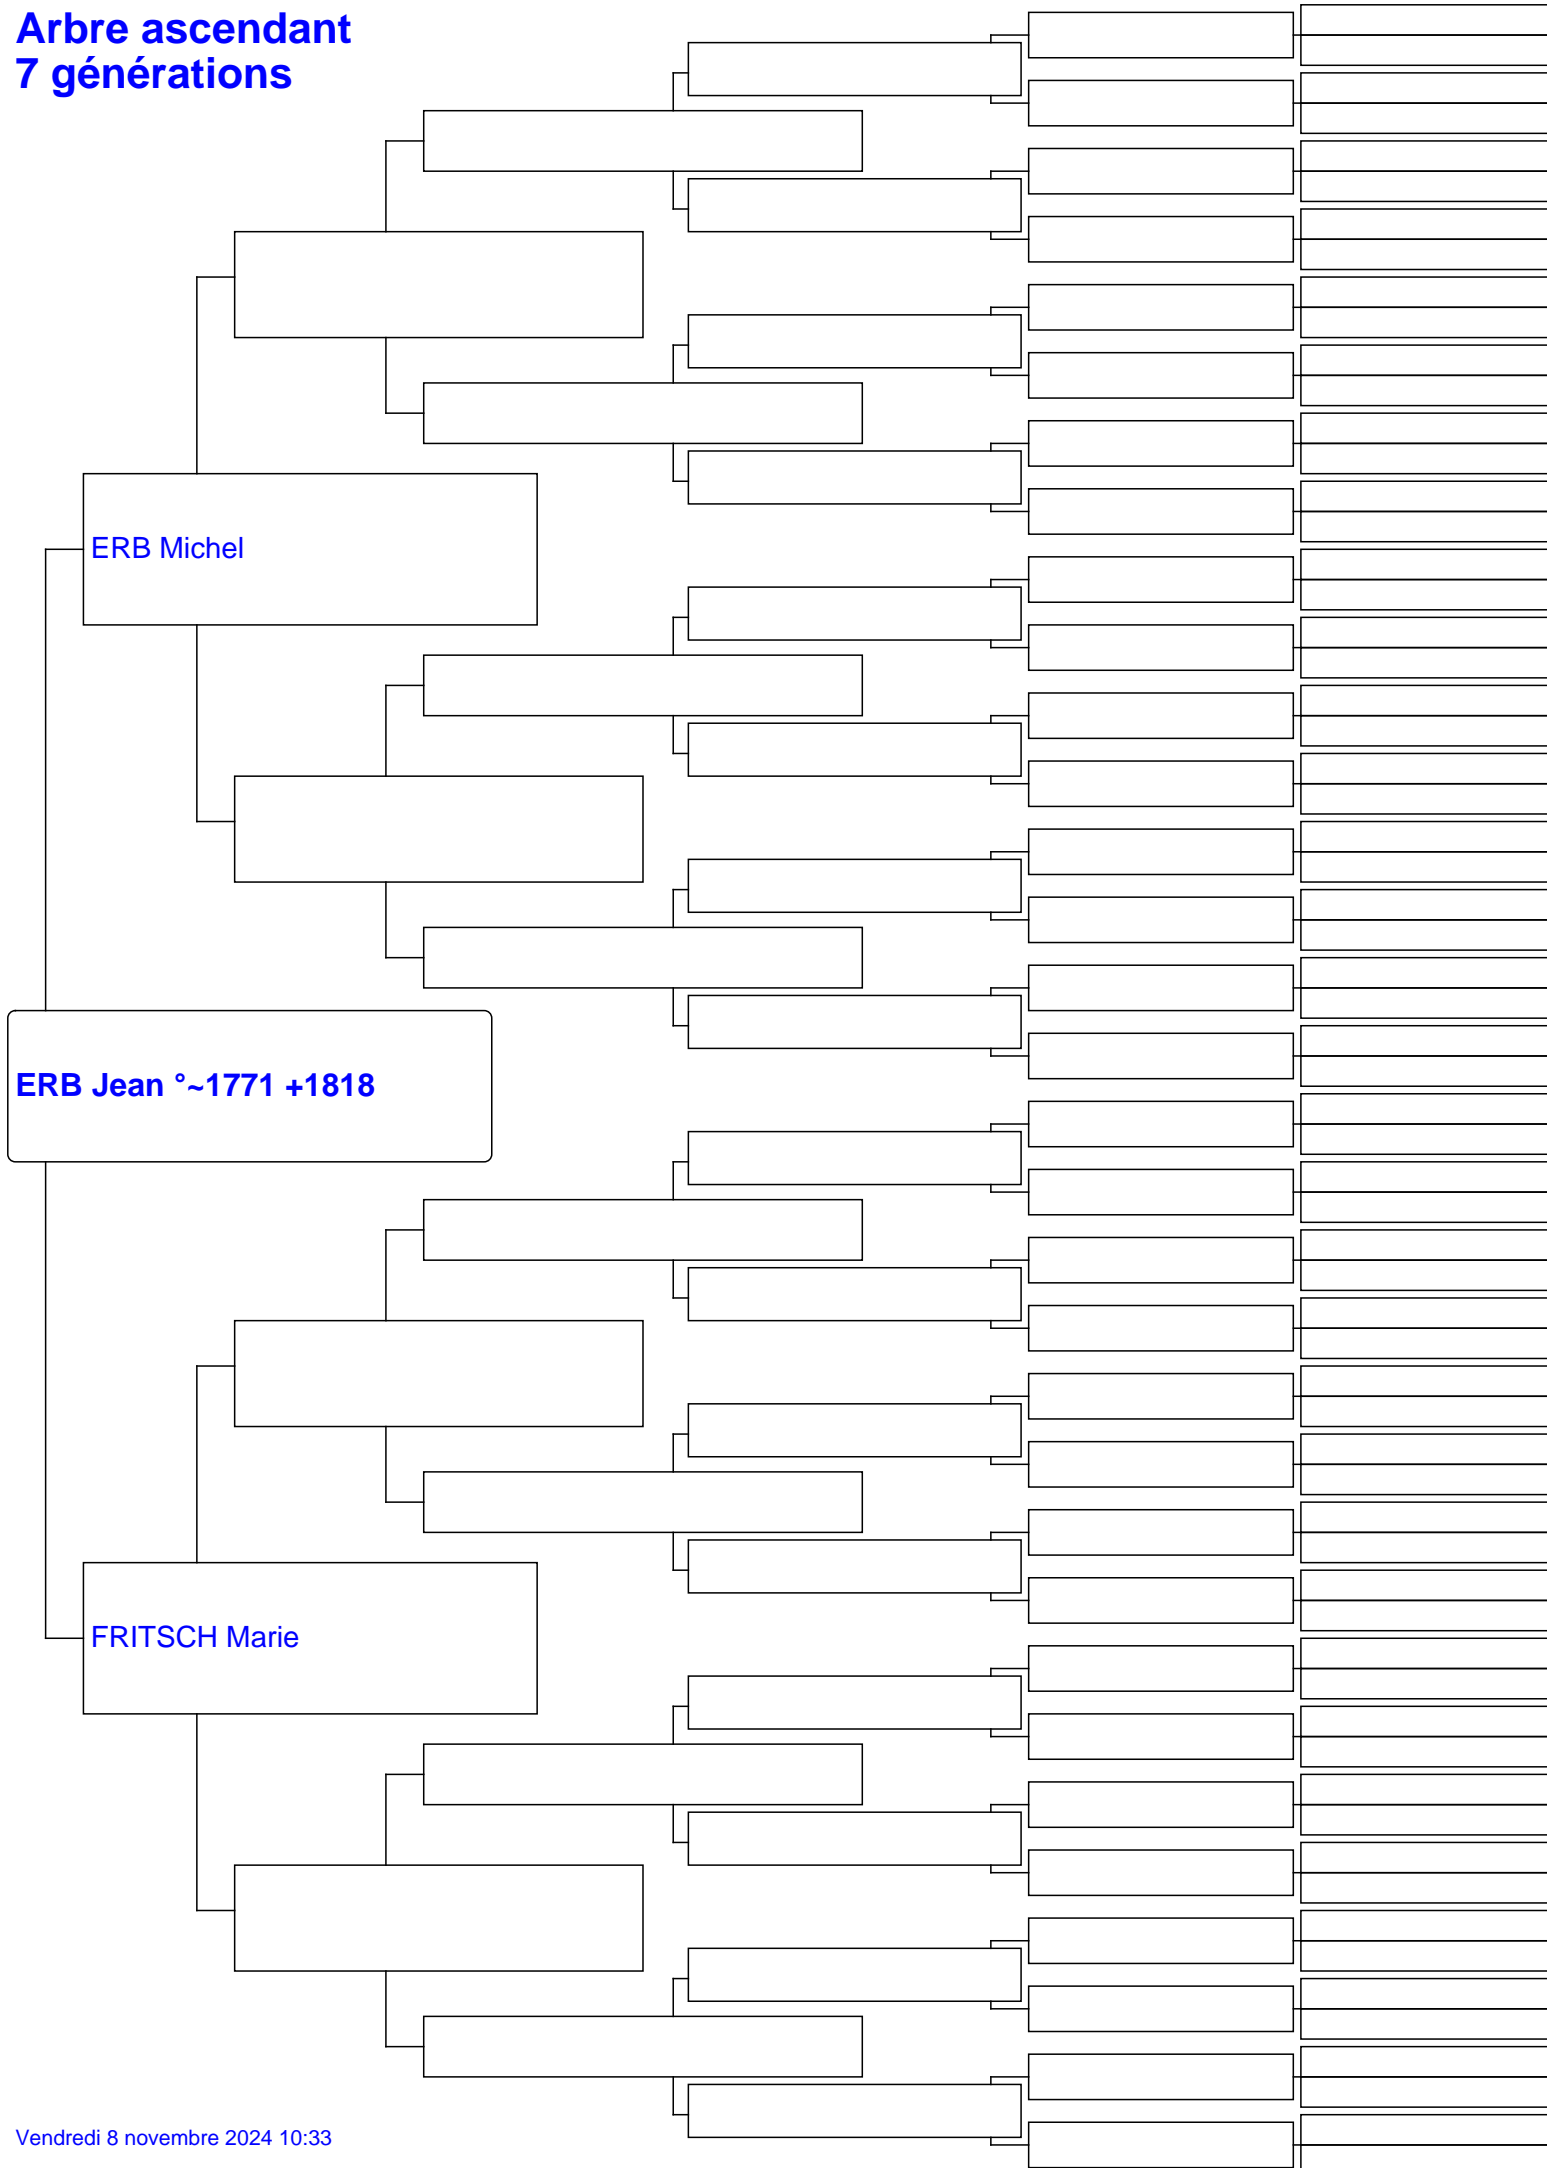 Arbre ascendant
7 générations
ERB Michel
ERB Jean °~1771 +1818
FRITSCH Marie
Vendredi 8 novembre 2024 10:33